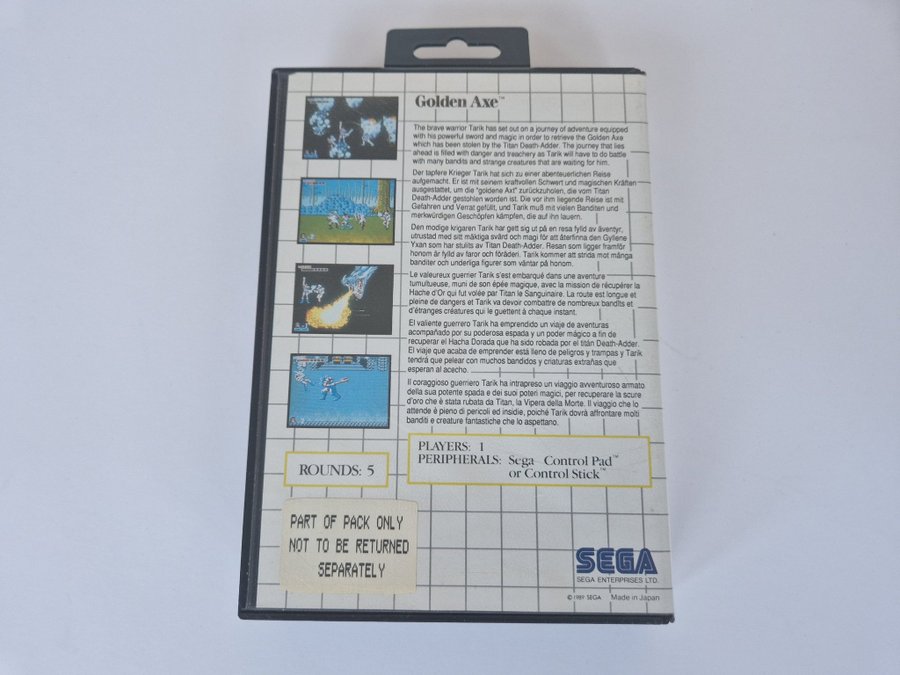 Golden Axe™
The brave warrior Tarik has set out on a journey of adventure equipped
with his powerful sword and magic in order to retrieve the Golden Axe
which has been stolen by the Titan Death-Adder. The journey that lies
ahead is filled with danger and treachery as Tarik will have to do battle
with many bandits and strange creatures that are waiting for him.
Der tapfere Krieger Tarik hat sich zu einer abenteuerlichen Reise
aufgemacht. Er ist mit seinem kraftvollen Schwert und magischen Kräften
ausgestattet, um die "goldene Axt" zurückzuholen, die vom Titan
Death-Adder gestohlen worden ist. Die vor ihm liegende Reise ist mit
Gefahren und Verrat gefüllt, und Tarik muß mit vielen Banditen und
merkwürdigen Geschöpfen kämpfen, die auf ihn lauern.
Den modige krigaren Tarik har gett sig ut på en resa fylld av äventyr,
utrustad med sitt mäktiga svärd och magi för att återfinna den Gyllene
Yxan som har stulits av Titan Death-Adder. Resan som ligger framför
honom är fylld av faror och förräderi. Tarik kommer att strida mot många
banditer och underliga figurer som väntar på honom.
Le valeureux guerrier Tarik s'est embarqué dans une aventure
tumultueuse, muni de son épée magique, avec la mission de récupérer la
Hache d'Or qui fut volée par Titan le Sanguinaire. La route est longue et
pleine de dangers et Tarik va devoir combattre de nombreux bandits et
d'étranges créatures qui le guettent à chaque instant.
El valiente guerrero Tarik ha emprendido un viaje de aventuras
acompañado por su poderosa espada y un poder mágico a fin de
recuperar el Hacha Dorada que ha sido robada por el titán Death-Adder.
El viaje que acaba de emprender está lleno de peligros y trampas y Tarik
tendrá que pelear con muchos bandidos y criaturas extrañas que
esperan al acecho.
Il coraggioso guerriero Tarik ha intrapreso un viaggio avventuroso armato
della sua potente spada e dei suoi poteri magici, per recuperare la scure
d'oro che è stata rubata da Titan, la Vipera della Morte. Il viaggio che lo
attende è pieno di pericoli ed insidie, poiché Tarik dovrà affrontare molti
banditi e creature fantastiche che lo aspettano.
PLAYERS: 1
PERIPHERALS: Sega Control Pad™
or Control Stick™
ROUNDS: 5
PART OF PACK ONLY
NOT TO BE RETURNED
SEPARATELY
SEGA
SEGA ENTERPRISES LTD.
© 1989 SEGA Made in Japan